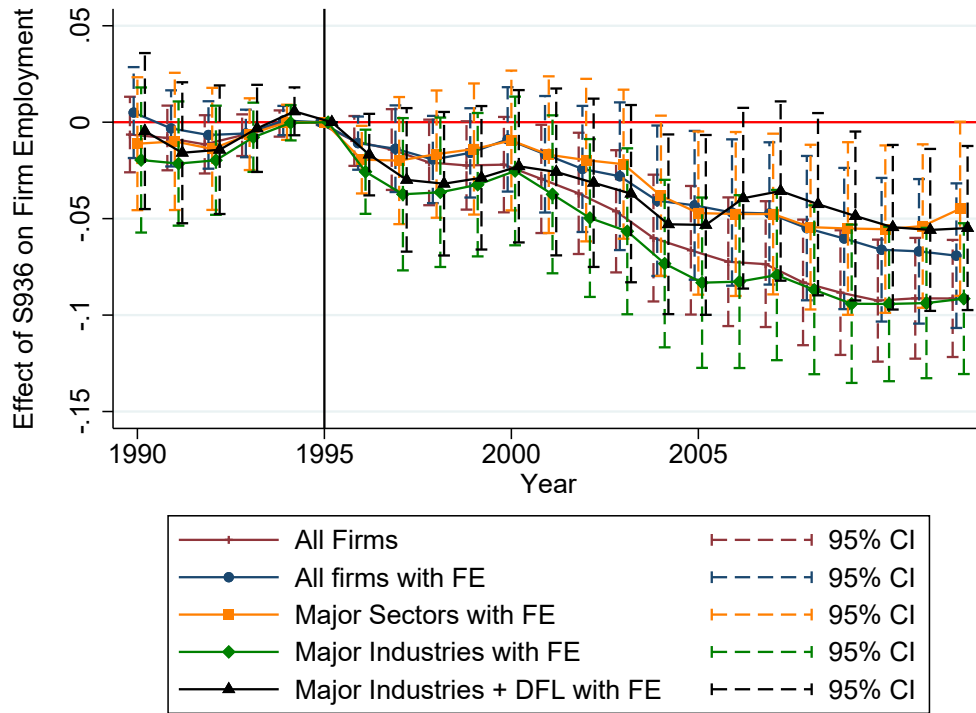 Effect of S936 on Firm Employment
.05
0
-.05
-.1
-.15
1990 1995 2000 2005
Year
All Firms 95% CI
All firms with FE 95% CI
Major Sectors with FE 95% CI
Major Industries with FE 95% CI
Major Industries + DFL with FE 95% CI